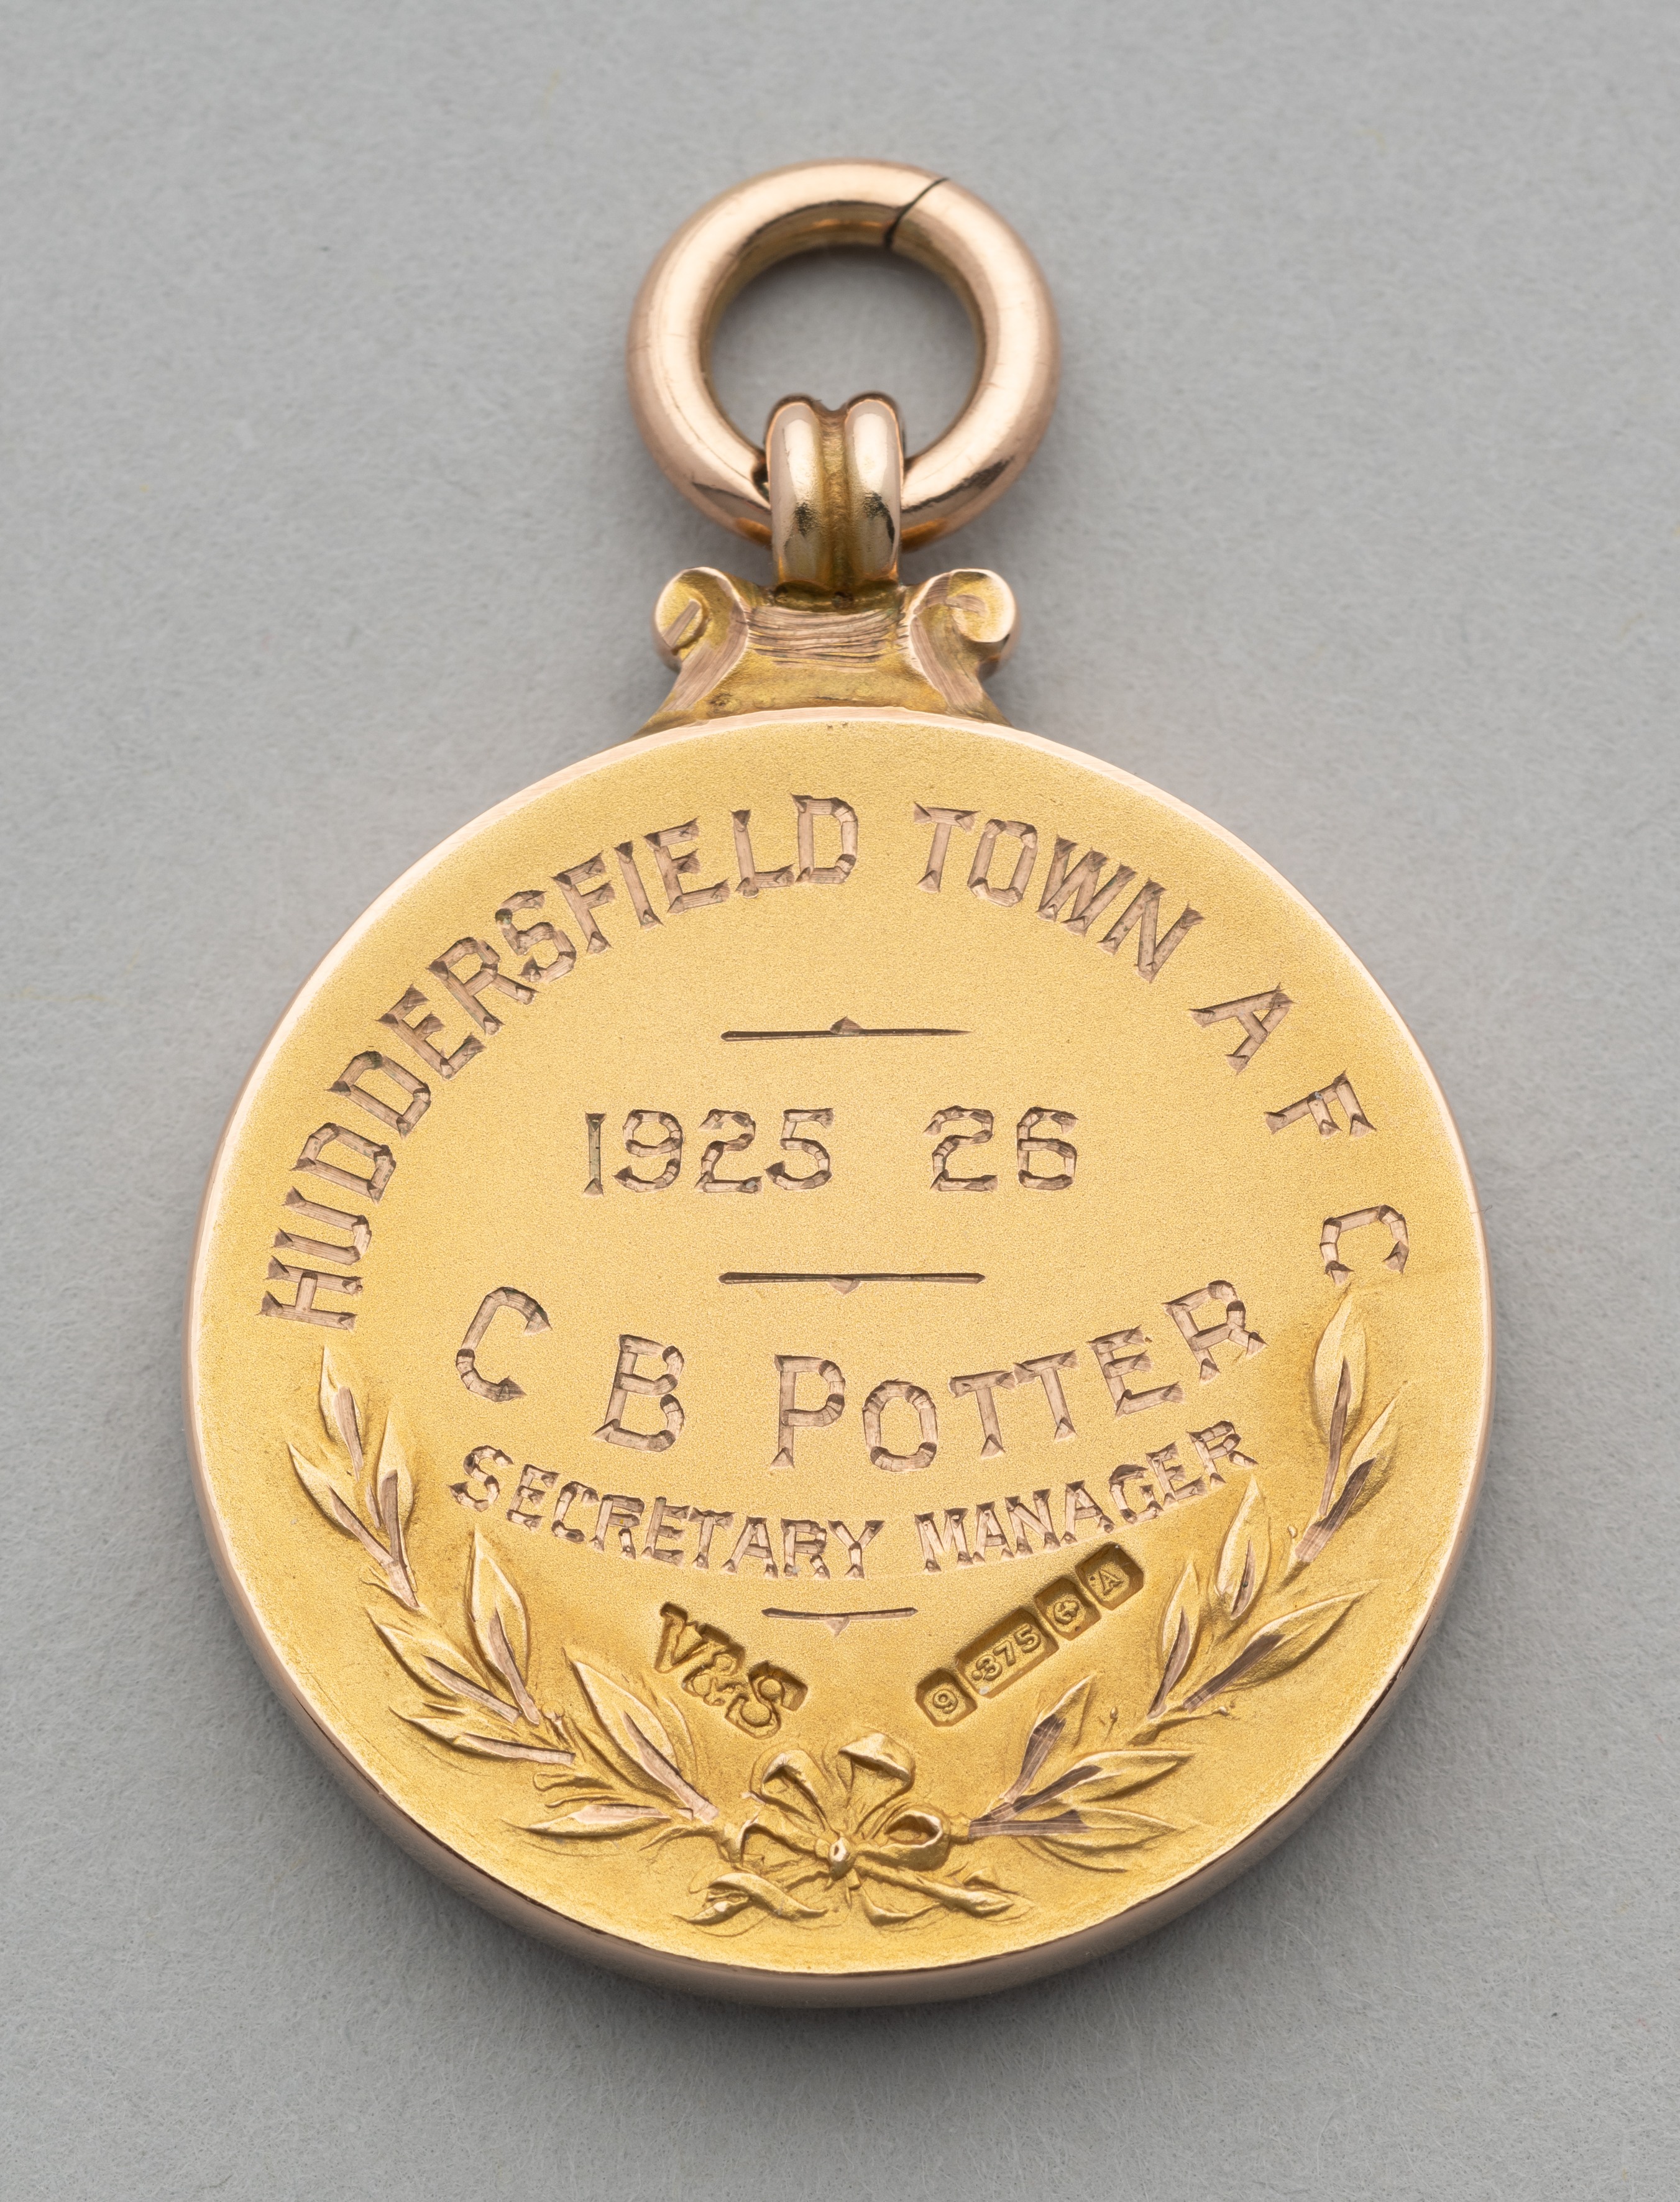 HUDDERSFIELD TOWN A F C
1925 26
C B POTTER
SECRETARY MANAGER
V&S
9 .375 A